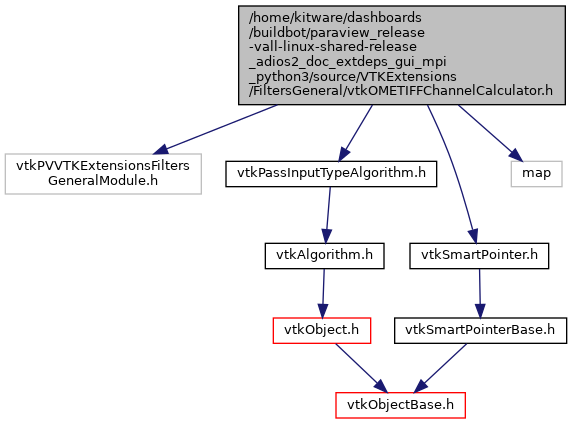 /home/kitware/dashboards
/buildbot/paraview_release
-vall-linux-shared-release
_adios2_doc_extdeps_gui_mpi
_python3/source/VTKExtensions
/FiltersGeneral/vtkOMETIFFChannelCalculator.h
vtkPVVTKExtensionsFilters
GeneralModule.h
vtkPassInputTypeAlgorithm.h
map
vtkAlgorithm.h
vtkSmartPointer.h
vtkObject.h
vtkSmartPointerBase.h
vtkObjectBase.h